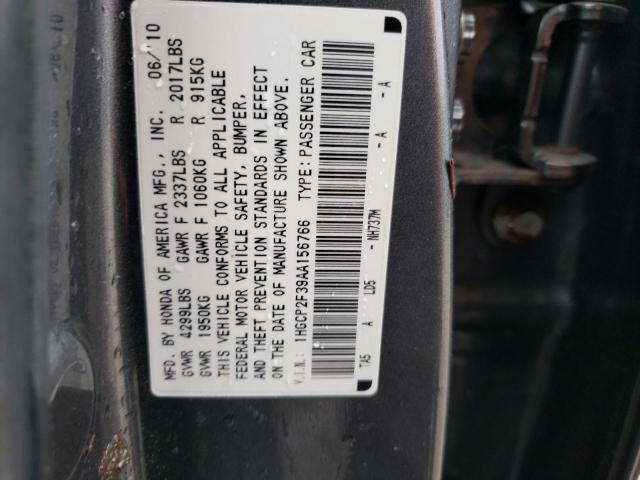 MFD. BY HONDA OF AMERICA MFG., INC. 06/10
GVWR 4299LBS GAWR F 2337LBS R 2017LBS
GVWR 1950KG GAWR F 1060KG R 915KG
THIS VEHICLE CONFORMS TO ALL APPLICABLE
FEDERAL MOTOR VEHICLE SAFETY, BUMPER,
AND THEFT PREVENTION STANDARDS IN EFFECT
ON THE DATE OF MANUFACTURE SHOWN ABOVE.
V.I.N.: 1HGCP2F39AA156766 TYPE: PASSENGER CAR
TA5 A LD5 - NH737M - A - A